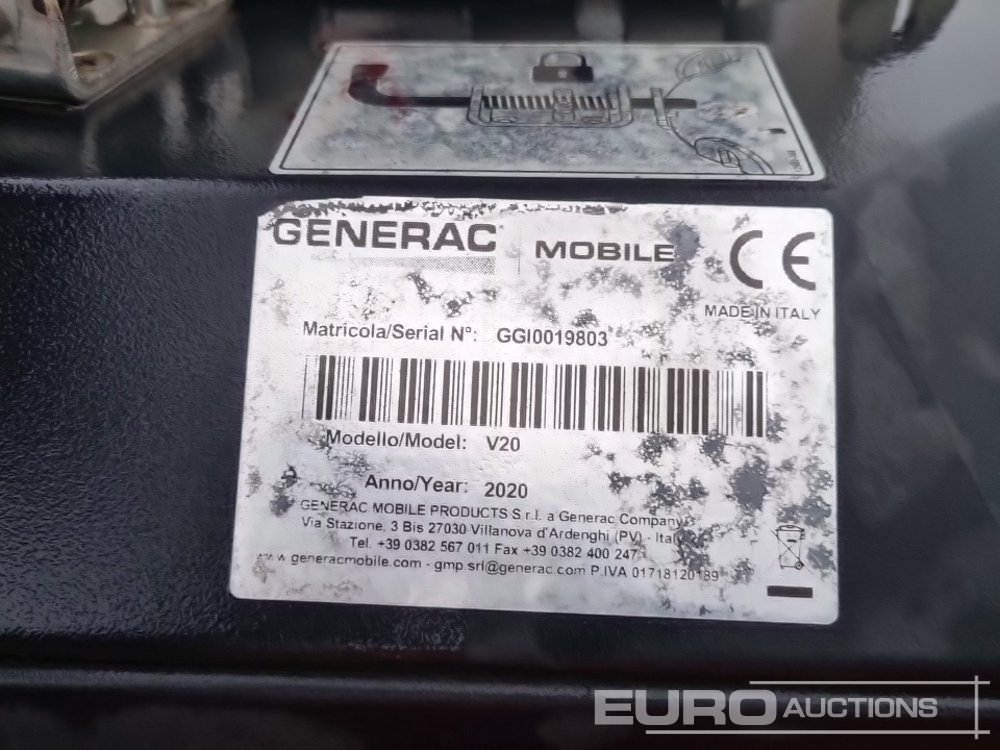 GENERAC MOBILE CE
MADE IN ITALY
Matricola/Serial N°: GGI0019803
Modello/Model: V20
Anno/Year: 2020
GENERAC MOBILE PRODUCTS S.r.l. a Generac Company
Via Stazione, 3 Bis 27030 Villanova d'Ardenghi (PV) - Italy
Tel. +39 0382 567 011 Fax +39 0382 400 247
www.generacmobile.com - gmp.srl@generac.com P.IVA 01718120189
EURO AUCTIONS